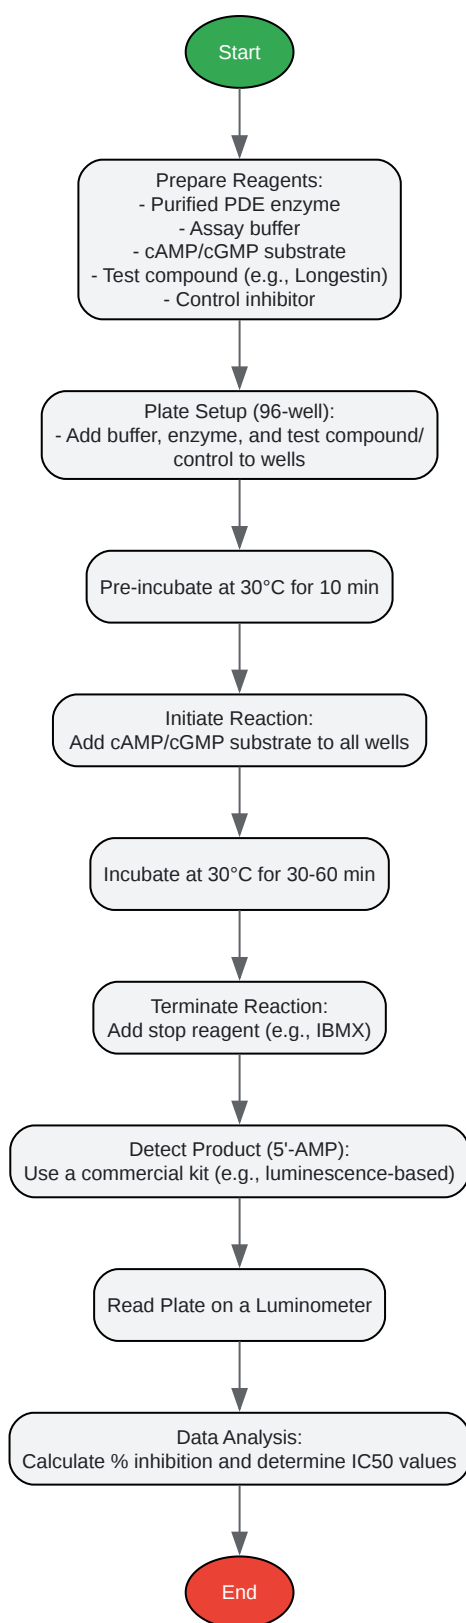 Start
Prepare Reagents:
- Purified PDE enzyme
- Assay buffer
- cAMP/cGMP substrate
- Test compound (e.g., Longestin)
- Control inhibitor
Plate Setup (96-well):
- Add buffer, enzyme, and test compound/
control to wells
Pre-incubate at 30°C for 10 min
Initiate Reaction:
Add cAMP/cGMP substrate to all wells
Incubate at 30°C for 30-60 min
Terminate Reaction:
Add stop reagent (e.g., IBMX)
Detect Product (5'-AMP):
Use a commercial kit (e.g., luminescence-based)
Read Plate on a Luminometer
Data Analysis:
Calculate % inhibition and determine IC50 values
End